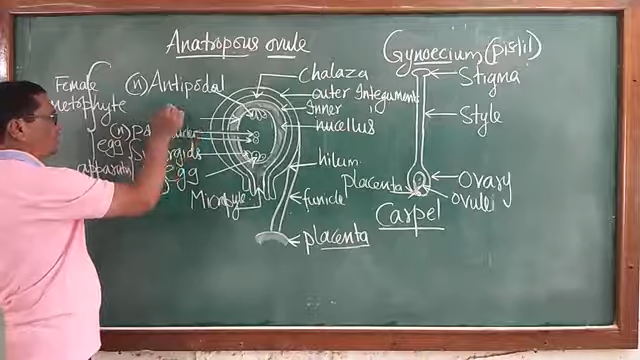 Anatropous ovule
Gynoecium (pistil)
Female
(n) Antipodal
Chalaza
outer Integument
Inner "
nucellus
hilum
funicle
placenta
Micropyle
(n) P
egg
egg
Stigma
Style
placenta
Ovary
ovule
Carpel